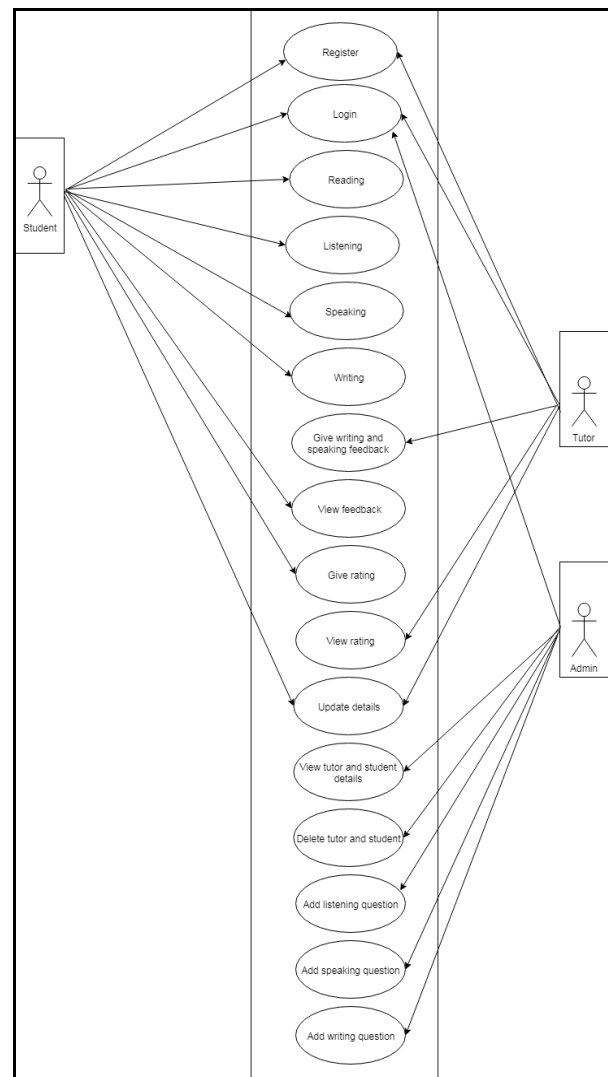 Register
Login
Reading
Student
Listening
Speaking
Writing
Tutor
Give writing and
speaking feedback
View feedback
Give rating
View rating
Admin
Update details
View tutor and student
details
Delete tutor and student
Add listening question
Add speaking question
Add writing question